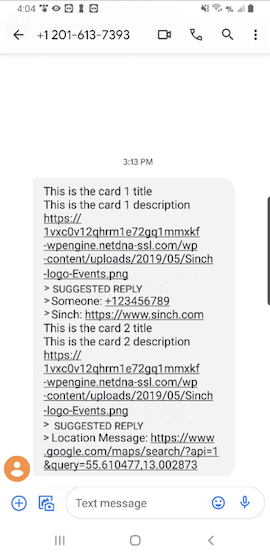 4:04
+1 201-613-7393
3:13 PM
This is the card 1 title
This is the card 1 description
https://
1vxc0v12qhrm1e72gq1mmxkf
-wpengine.netdna-ssl.com/wp
-content/uploads/2019/05/Sinch
-logo-Events.png
> SUGGESTED REPLY
> Someone: +123456789
> Sinch: https://www.sinch.com
This is the card 2 title
This is the card 2 description
https://
1vxc0v12qhrm1e72gq1mmxkf
-wpengine.netdna-ssl.com/wp
-content/uploads/2019/05/Sinch
-logo-Events.png
> SUGGESTED REPLY
> Location Message: https://www
.google.com/maps/search/?api=1
&query=55.610477,13.002873
Text message